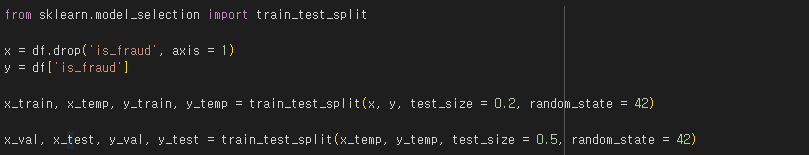 from sklearn.model_selection import train_test_split
x = df.drop('is_fraud', axis = 1)
y = df['is_fraud']
x_train, x_temp, y_train, y_temp = train_test_split(x, y, test_size = 0.2, random_state = 42)
x_val, x_test, y_val, y_test = train_test_split(x_temp, y_temp, test_size = 0.5, random_state = 42)